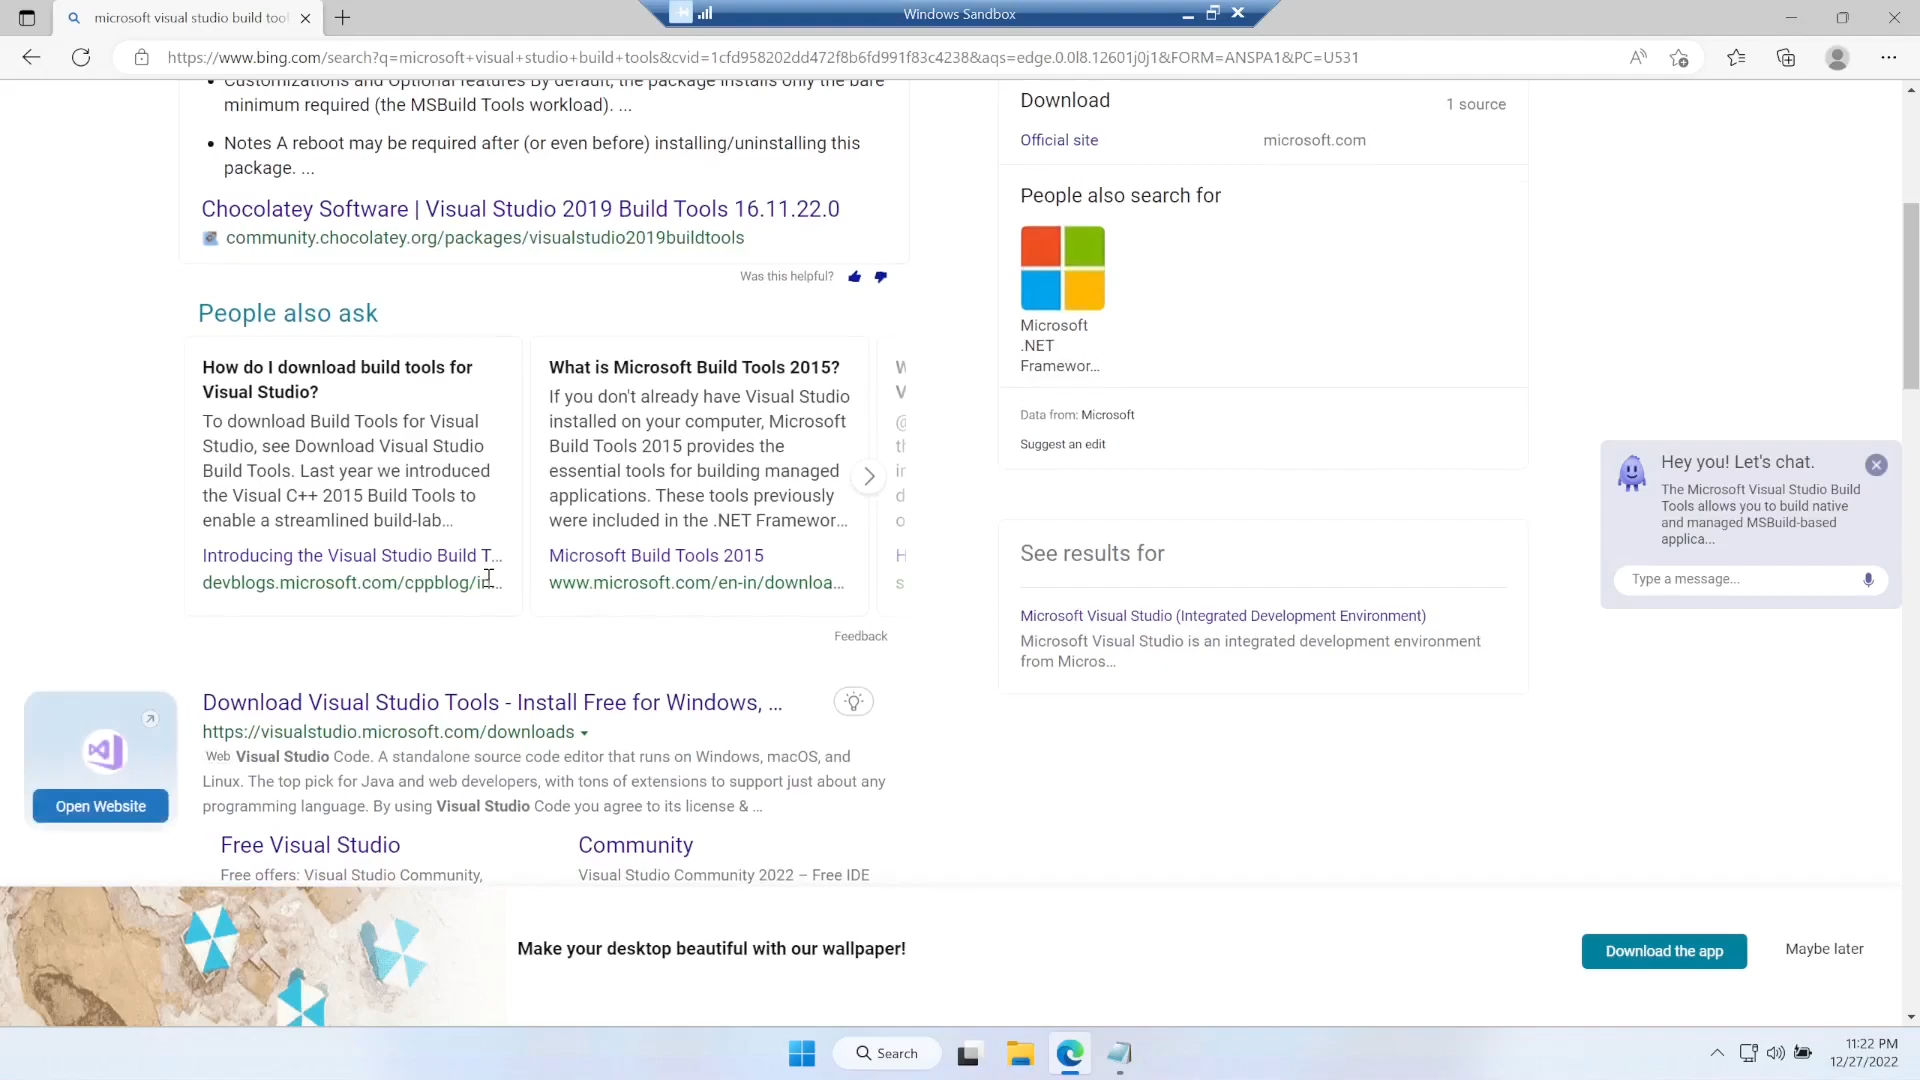 microsoft visual studio build tool
Windows Sandbox
https://www.bing.com/search?q=microsoft+visual+studio+build+tools&cvid=1cfd958202dd472f8b6fd991f83c4238&aqs=edge.0.0l8.12601j0j1&FORM=ANSPA1&PC=U531
Customizations and Optional features By default, the package installs only the bare
minimum required (the MSBuild Tools workload). ...
Notes A reboot may be required after (or even before) installing/uninstalling this
package. ...
Chocolatey Software | Visual Studio 2019 Build Tools 16.11.22.0
community.chocolatey.org/packages/visualstudio2019buildtools
Was this helpful?
People also ask
How do I download build tools for
Visual Studio?
To download Build Tools for Visual
Studio, see Download Visual Studio
Build Tools. Last year we introduced
the Visual C++ 2015 Build Tools to
enable a streamlined build-lab...
Introducing the Visual Studio Build T...
devblogs.microsoft.com/cppblog/in...
What is Microsoft Build Tools 2015?
If you don't already have Visual Studio
installed on your computer, Microsoft
Build Tools 2015 provides the
essential tools for building managed
applications. These tools previously
were included in the .NET Framewor...
Microsoft Build Tools 2015
www.microsoft.com/en-in/downloa...
W
V
@
th
in
d
o
H
s
Feedback
Download Visual Studio Tools - Install Free for Windows, ...
https://visualstudio.microsoft.com/downloads
Web Visual Studio Code. A standalone source code editor that runs on Windows, macOS, and
Linux. The top pick for Java and web developers, with tons of extensions to support just about any
programming language. By using Visual Studio Code you agree to its license & ...
Open Website
Free Visual Studio
Free offers: Visual Studio Community,
Community
Visual Studio Community 2022 – Free IDE
Download
1 source
Official site
microsoft.com
People also search for
Microsoft
.NET
Framewor...
Data from: Microsoft
Suggest an edit
See results for
Microsoft Visual Studio (Integrated Development Environment)
Microsoft Visual Studio is an integrated development environment
from Micros...
Hey you! Let's chat.
The Microsoft Visual Studio Build
Tools allows you to build native
and managed MSBuild-based
applica...
Type a message...
Make your desktop beautiful with our wallpaper!
Download the app
Maybe later
Search
11:22 PM
12/27/2022